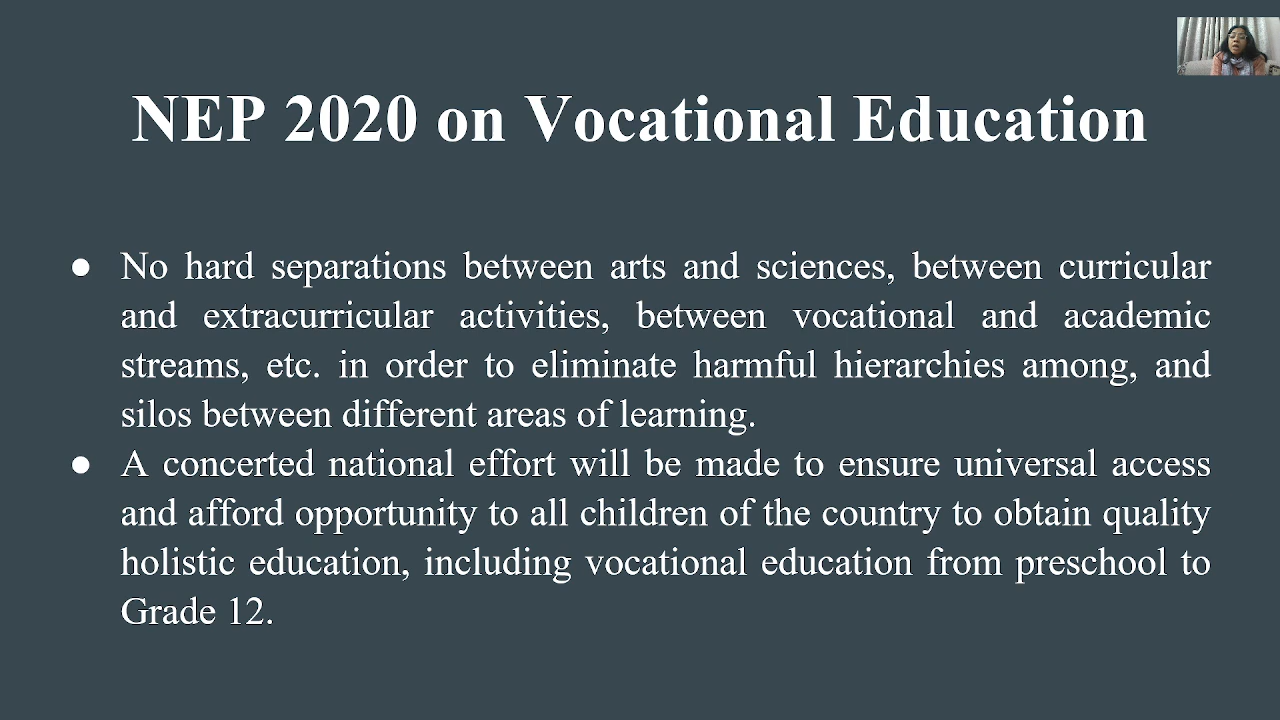 NEP 2020 on Vocational Education
● No hard separations between arts and sciences, between curricular
and extracurricular activities, between vocational and academic
streams, etc. in order to eliminate harmful hierarchies among, and
silos between different areas of learning.
● A concerted national effort will be made to ensure universal access
and afford opportunity to all children of the country to obtain quality
holistic education, including vocational education from preschool to
Grade 12.